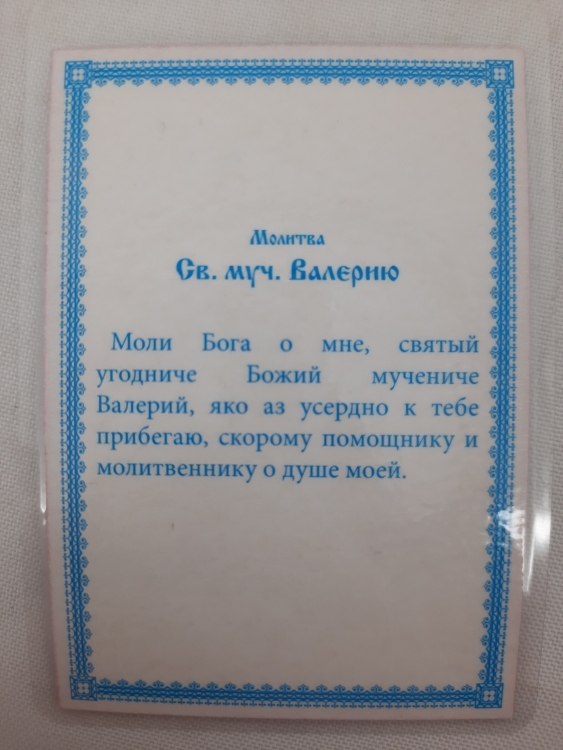 Молитва
Св. муч. Валерию
Моли Бога о мне, святый
угодниче Божий мучениче
Валерий, яко аз усердно к тебе
прибегаю, скорому помощнику и
молитвеннику о душе моей.